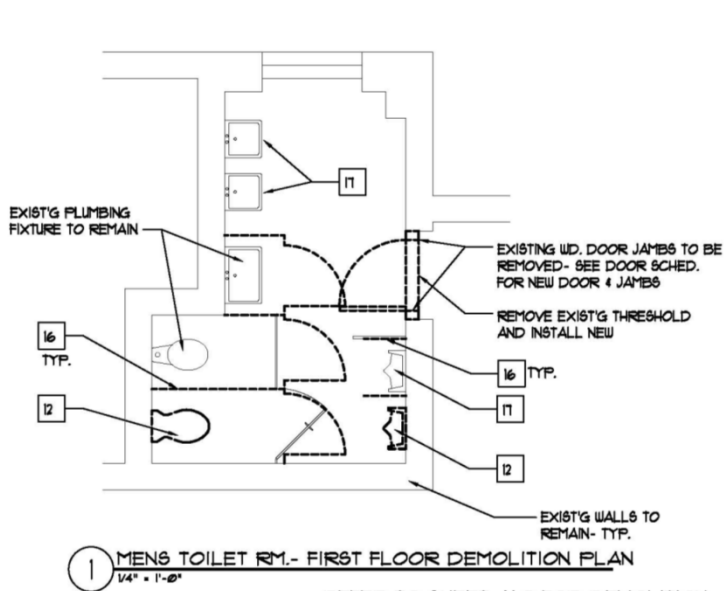 17
EXIST'G PLUMBING
FIXTURE TO REMAIN
EXISTING WD. DOOR JAMBS TO BE
REMOVED- SEE DOOR SCHED.
FOR NEW DOOR & JAMBS
REMOVE EXIST'G THRESHOLD
AND INSTALL NEW
16
TYP.
16 TYP.
12
17
12
EXIST'G WALLS TO
REMAIN- TYP.
1 MENS TOILET RM.- FIRST FLOOR DEMOLITION PLAN
1/4" = 1'-0"